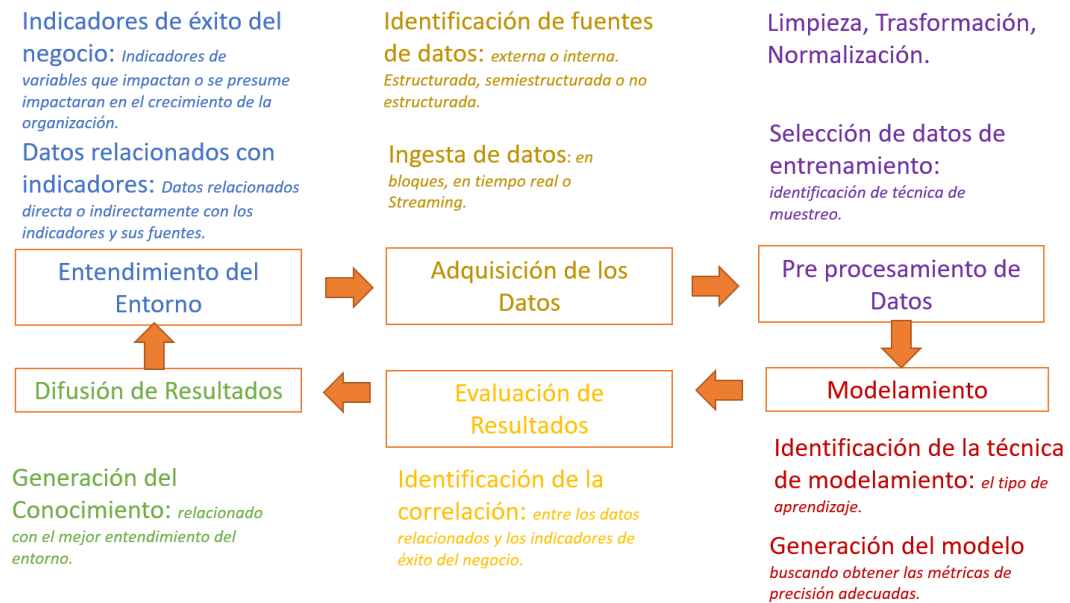 Indicadores de éxito del
negocio: Indicadores de
variables que impactan o se presume
impactaran en el crecimiento de la
organización.
Datos relacionados con
indicadores: Datos relacionados
directa o indirectamente con los
indicadores y sus fuentes.
Identificación de fuentes
de datos: externa o interna.
Estructurada, semiestructurada o no
estructurada.
Ingesta de datos: en
bloques, en tiempo real o
Streaming.
Limpieza, Trasformación,
Normalización.
Selección de datos de
entrenamiento:
identificación de técnica de
muestreo.
Entendimiento del
Entorno
Adquisición de los
Datos
Pre procesamiento de
Datos
Difusión de Resultados
Evaluación de
Resultados
Modelamiento
Generación del
Conocimiento: relacionado
con el mejor entendimiento del
entorno.
Identificación de la
correlación: entre los datos
relacionados y los indicadores de
éxito del negocio.
Identificación de la técnica
de modelamiento: el tipo de
aprendizaje.
Generación del modelo
buscando obtener las métricas de
precisión adecuadas.